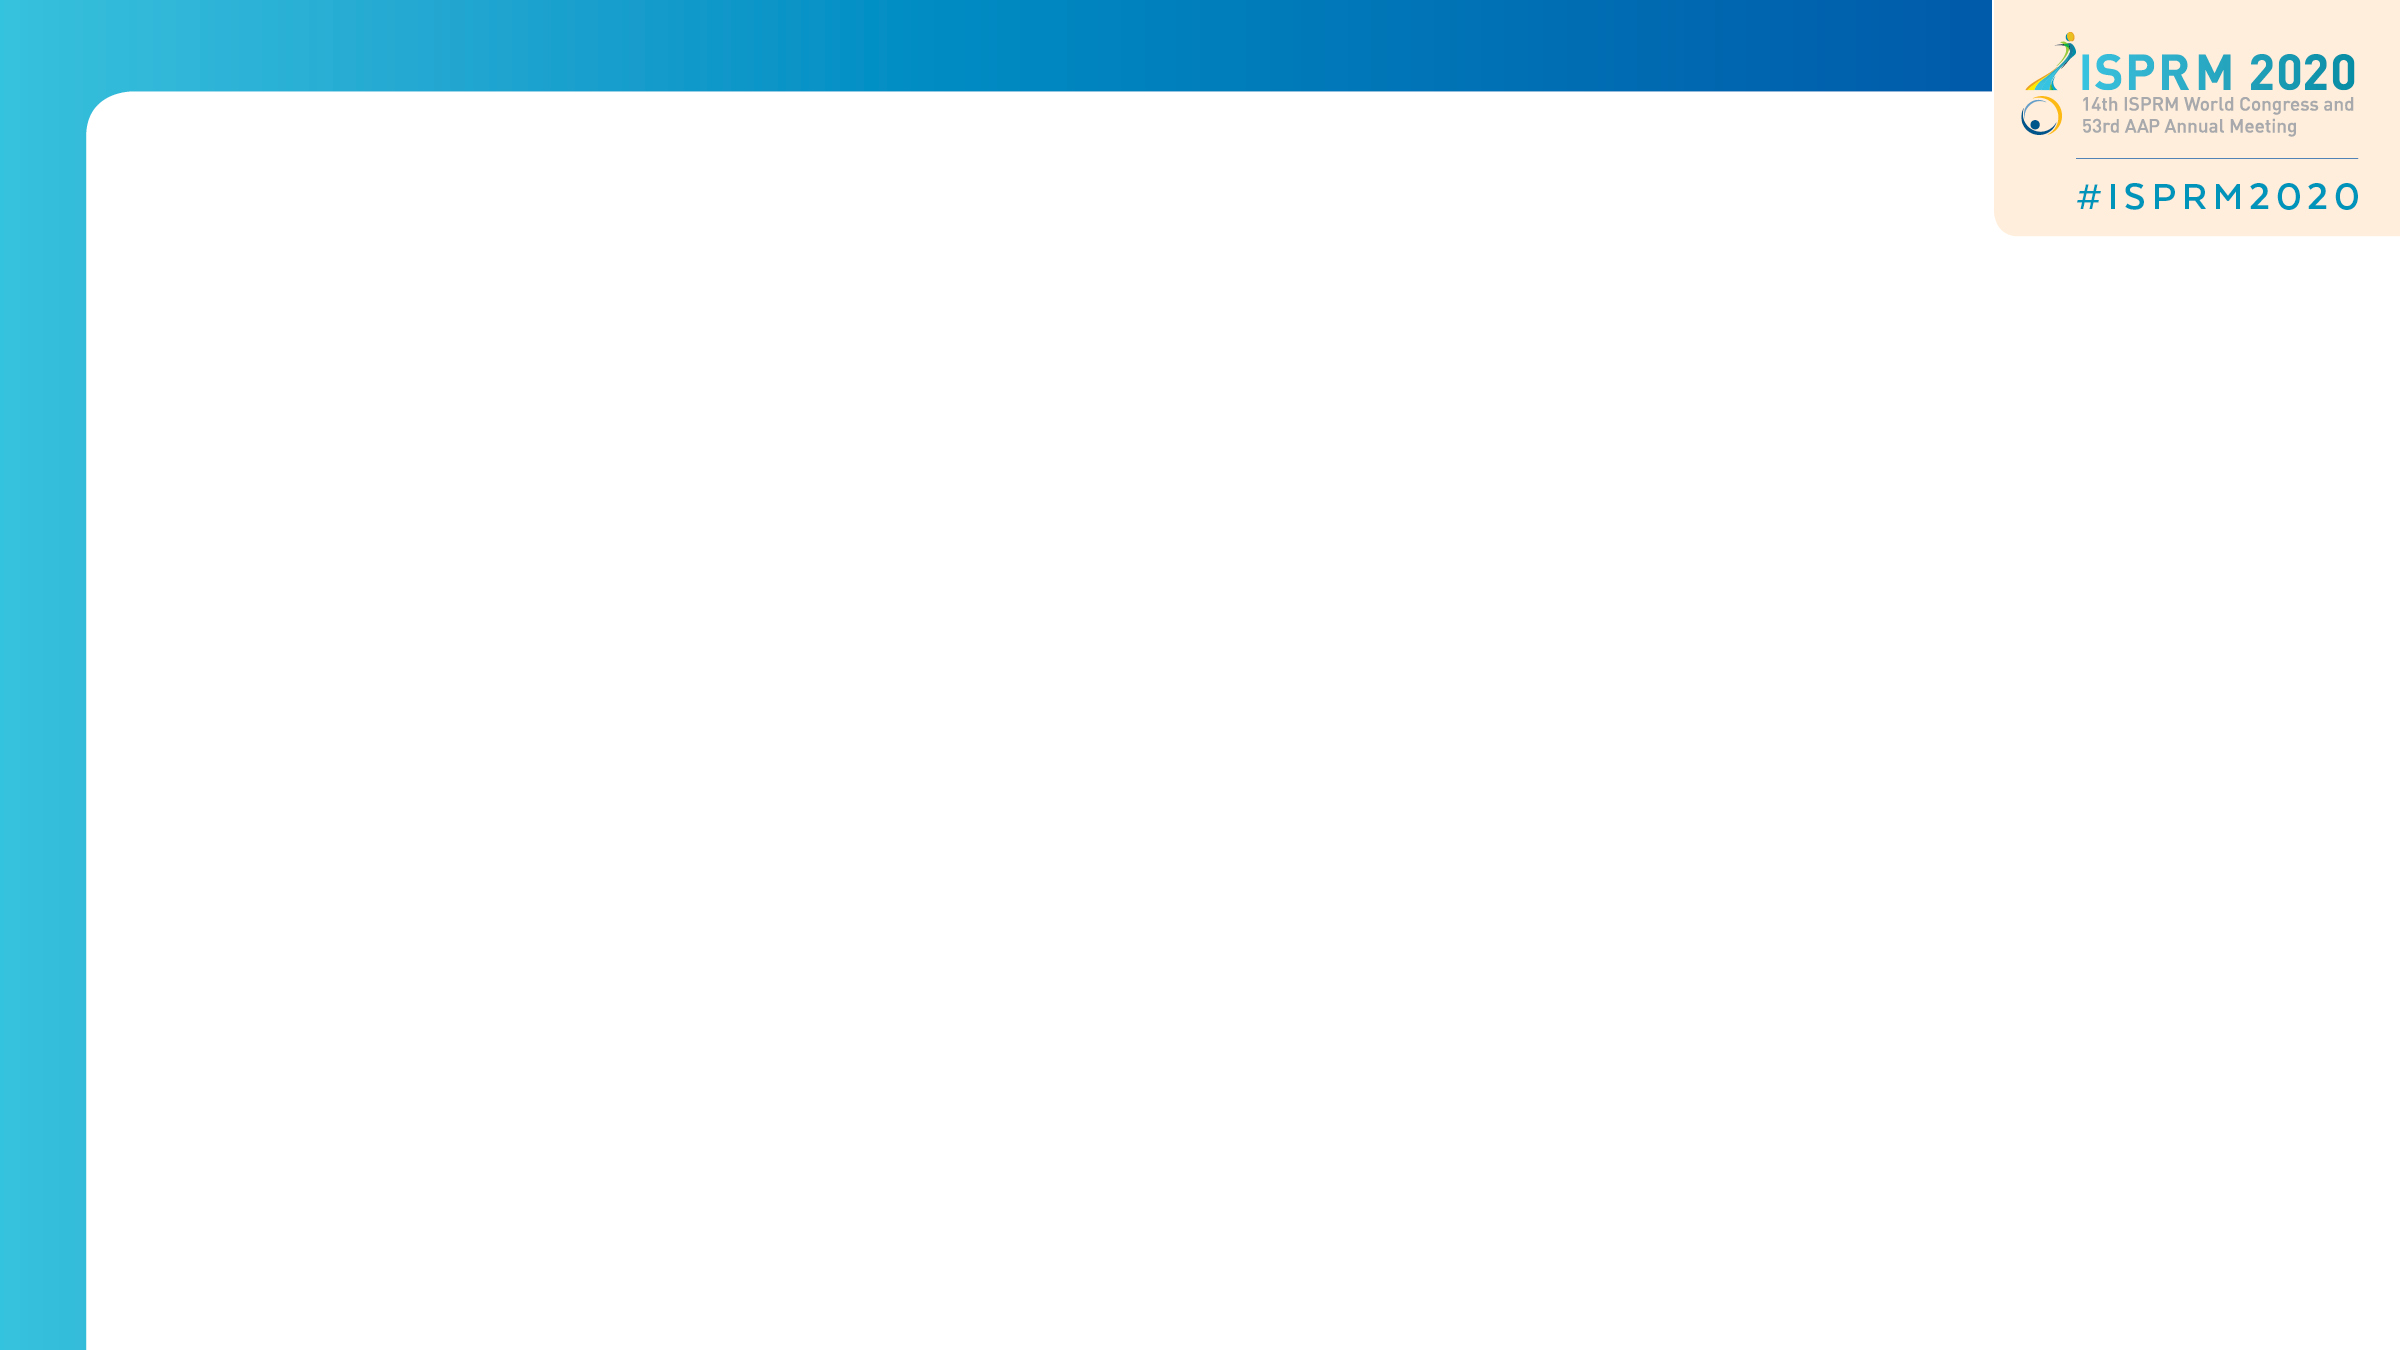 ISPRM 2020
14th ISPRM World Congress and
53rd AAP Annual Meeting
#ISPRM2020